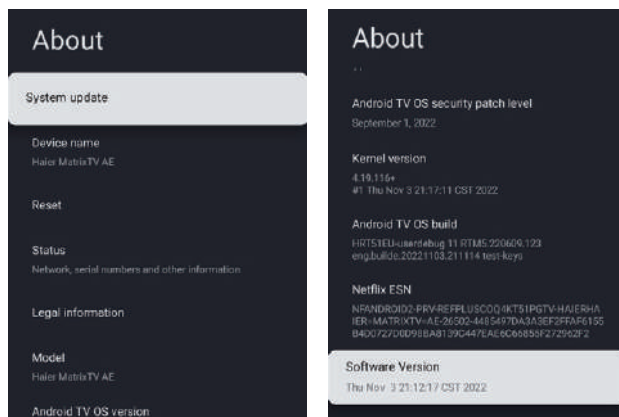 About
System update
Device name
Haier MatrixTV AE
Reset
Status
Network, serial numbers and other information
Legal information
Model
Haier MatrixTV AE
Android TV OS version
About
Android TV OS security patch level
September 1, 2022
Kernel version
4.19.116+
#1 Thu Nov 3 21:17:11 CST 2022
Android TV OS build
HRT51EU-userdebug 11 RTM5.220609.123
eng.builde.20221103.211114 test-keys
Netflix ESN
Software Version
Thu Nov 3 21:12:17 CST 2022